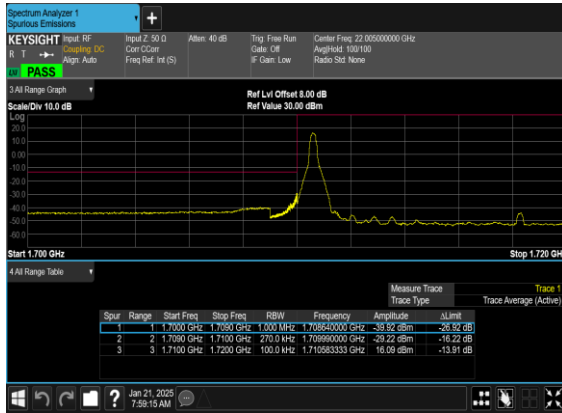 Spectrum Analyzer 1
Spurious Emissions
+
KEYSIGHT Input: RF Input Z: 50 Ω Atten: 40 dB Trig: Free Run Center Freq: 22.005000000 GHz
R T Coupling: DC Corr CCorr Gate: Off Avg|Hold: 100/100
Align: Auto Freq Ref: Int (S) IF Gain: Low Radio Std: None
PASS
3 All Range Graph Ref Lvl Offset 8.00 dB
Scale/Div 10.0 dB Ref Value 30.00 dBm
Log
20.0
10.0
0.00
-10.0
-20.0
-30.0
-40.0
-50.0
-60.0
Start 1.700 GHz Stop 1.720 GH
4 All Range Table
Measure Trace Trace 1
Trace Type Trace Average (Active)
Spur Range Start Freq Stop Freq RBW Frequency Amplitude ΔLimit
1 1 1.7000 GHz 1.7090 GHz 1.000 MHz 1.708640000 GHz -39.92 dBm -26.92 dB
2 2 1.7090 GHz 1.7100 GHz 270.0 kHz 1.709990000 GHz -29.22 dBm -16.22 dB
3 3 1.7100 GHz 1.7200 GHz 100.0 kHz 1.710583333 GHz 16.09 dBm -13.91 dB
? Jan 21, 2025
7:59:15 AM